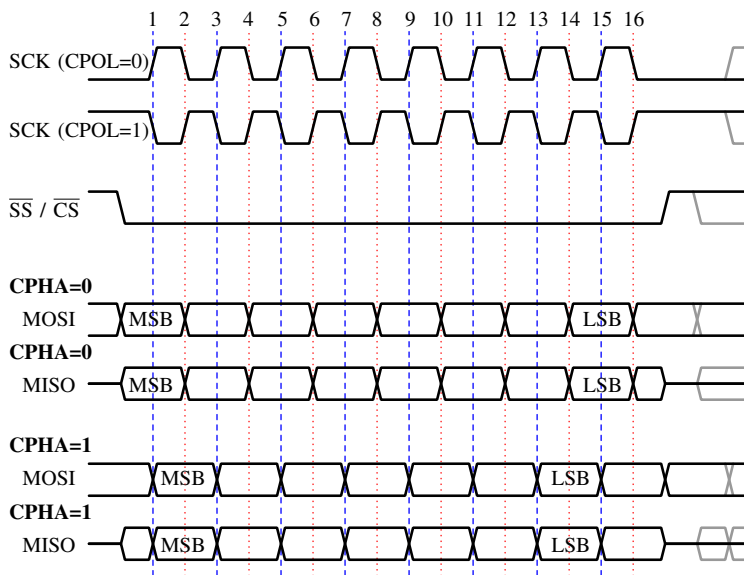 1 2 3 4 5 6 7 8 9 10 11 12 13 14 15 16
SCK (CPOL=0)
SCK (CPOL=1)
SS / CS
CPHA=0
MOSI MSB LSB
CPHA=0
MISO MSB LSB
CPHA=1
MOSI MSB LSB
CPHA=1
MISO MSB LSB